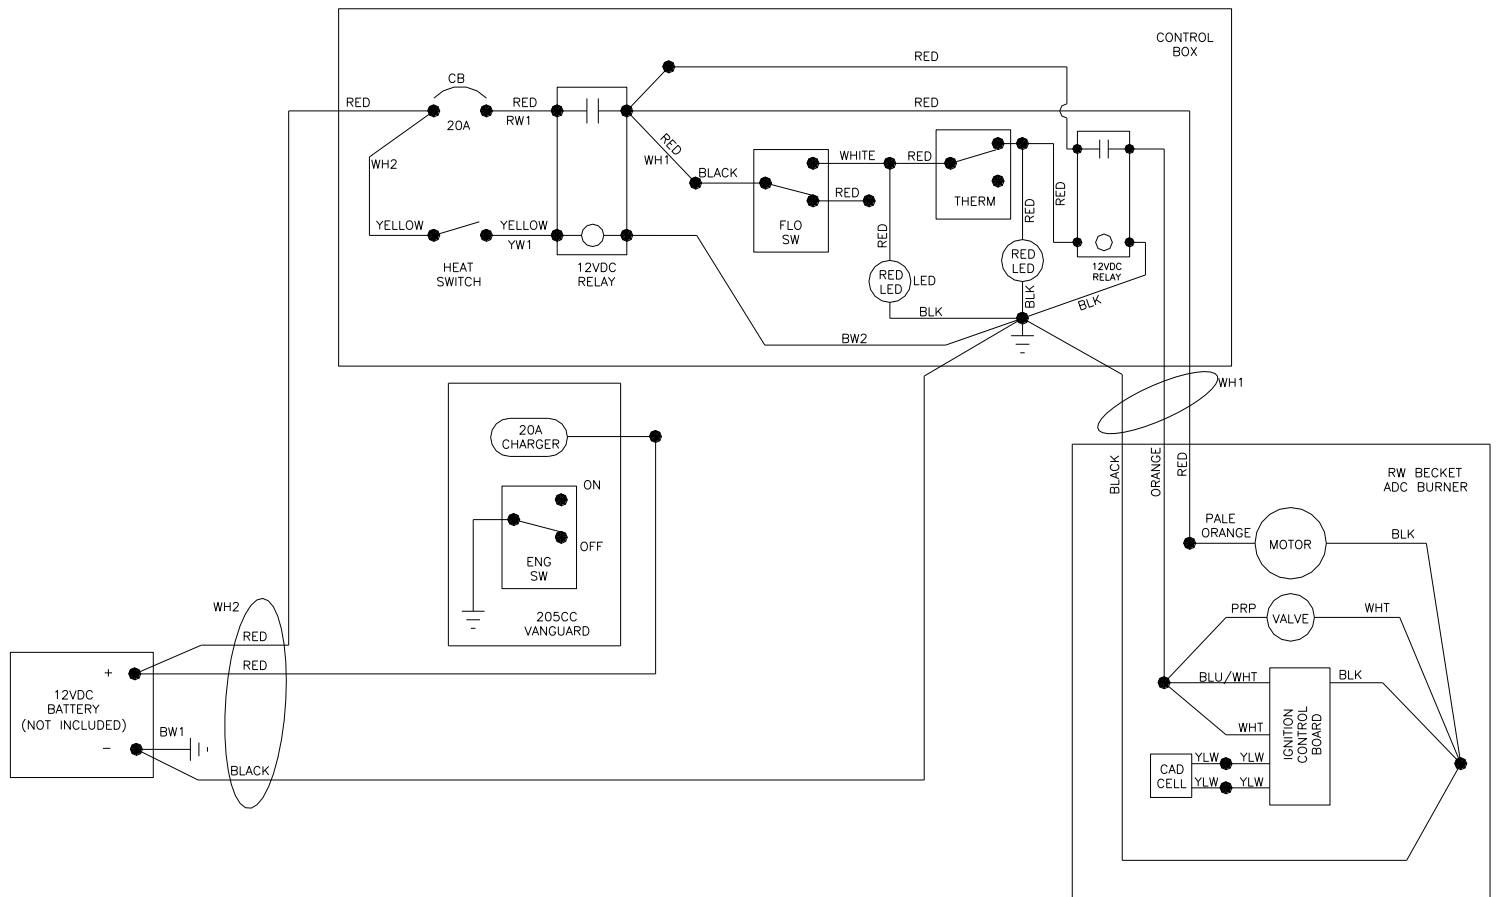 CONTROL
BOX
RED
CB
RED
RED
RED
20A
RW1
RED
WH1
WH2
BLACK
WHITE
RED
RED
THERM
RED
RED
RED
YELLOW
YELLOW
YW1
FLO
SW
HEAT
SWITCH
12VDC
RELAY
RED
LED
LED
RED
LED
12VDC
RELAY
BLK
BLK
BLK
BW2
WH1
20A
CHARGER
ON
OFF
ENG
SW
205CC
VANGUARD
BLACK
ORANGE
RED
RW BECKET
ADC BURNER
PALE
ORANGE
MOTOR
BLK
PRP
VALVE
WHT
BLU/WHT
BLK
WHT
IGNITION
CONTROL
BOARD
YLW
YLW
CAD
CELL
YLW
YLW
WH2
RED
RED
+
12VDC
BATTERY
(NOT INCLUDED)
BW1
-
BLACK